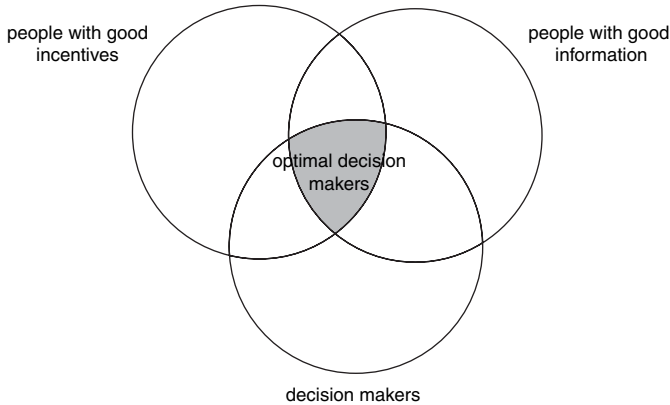 people with good
incentives
people with good
information
optimal decision
makers
decision makers